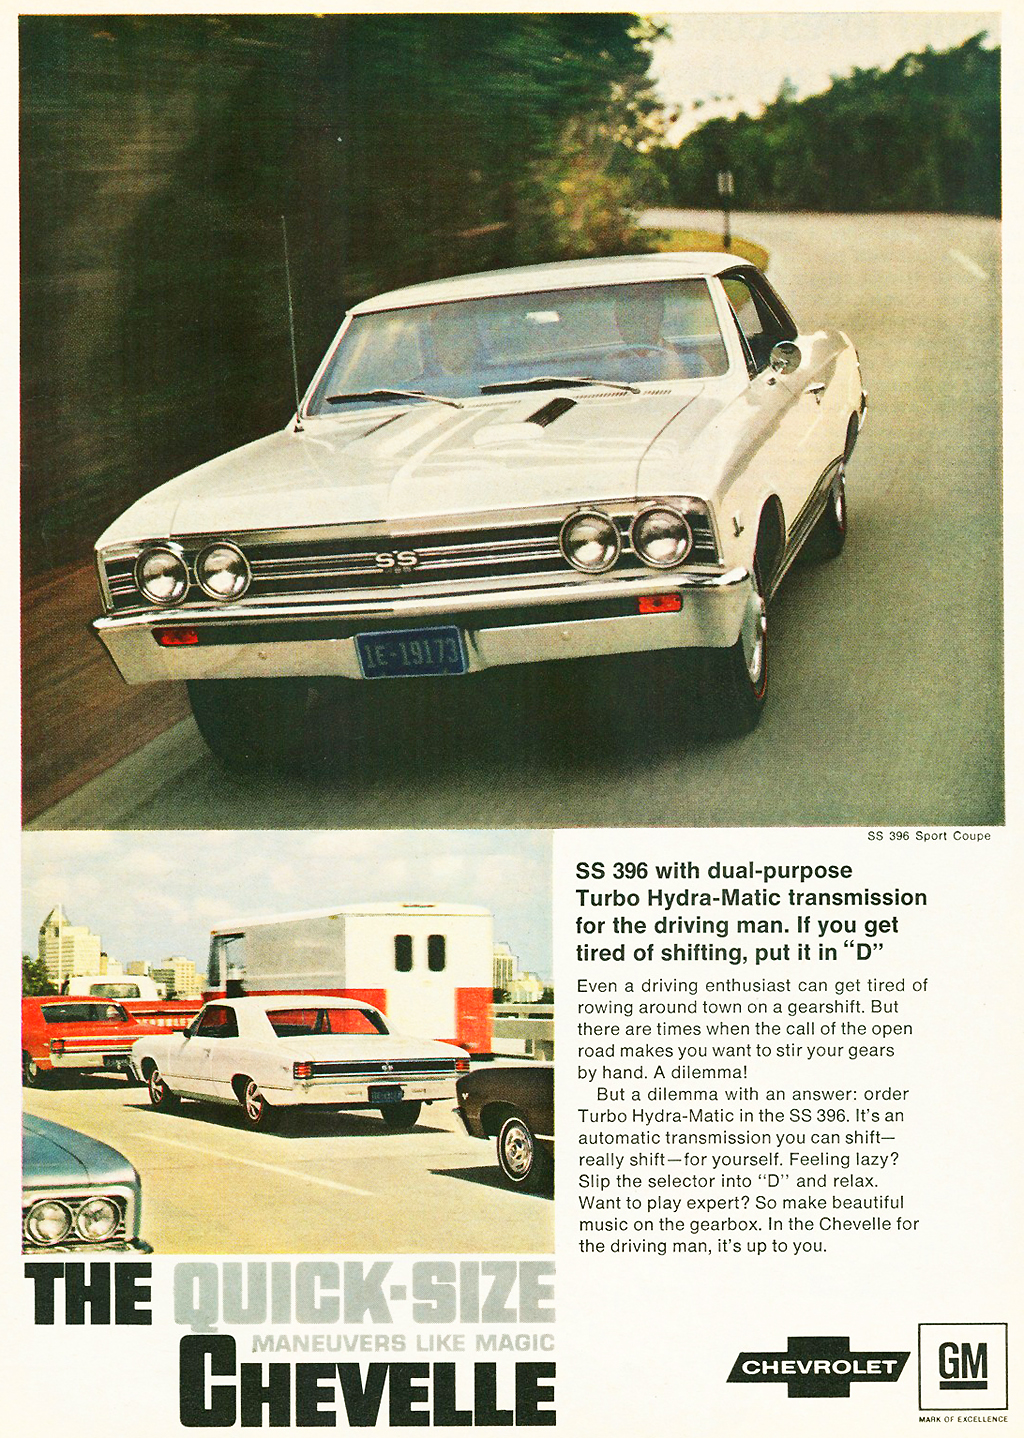 SS
1E-19173
SS 396 Sport Coupe
SS 396 with dual-purpose
Turbo Hydra-Matic transmission
for the driving man. If you get
tired of shifting, put it in “D”
Even a driving enthusiast can get tired of
rowing around town on a gearshift. But
there are times when the call of the open
road makes you want to stir your gears
by hand. A dilemma!
But a dilemma with an answer: order
Turbo Hydra-Matic in the SS 396. It's an
automatic transmission you can shift—
really shift—for yourself. Feeling lazy?
Slip the selector into “D” and relax.
Want to play expert? So make beautiful
music on the gearbox. In the Chevelle for
the driving man, it's up to you.
THE QUICK-SIZE
MANEUVERS LIKE MAGIC
CHEVELLE
CHEVROLET
GM
MARK OF EXCELLENCE